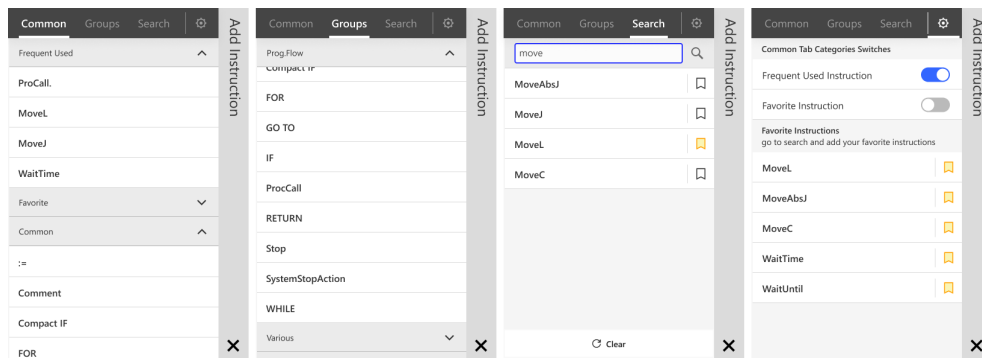 Common Groups Search
Frequent Used
ProCall.
MoveL
MoveJ
WaitTime
Favorite
Common
:=
Comment
Compact IF
FOR
Add Instruction
Common Groups Search
Prog.Flow
Compact IF
FOR
GO TO
IF
ProcCall
RETURN
Stop
SystemStopAction
WHILE
Various
Add Instruction
Common Groups Search
move
MoveAbsJ
MoveJ
MoveL
MoveC
Clear
Add Instruction
Common Groups Search
Common Tab Categories Switches
Frequent Used Instruction
Favorite Instruction
Favorite Instructions
go to search and add your favorite instructions
MoveL
MoveAbsJ
MoveC
WaitTime
WaitUntil
Add Instruction